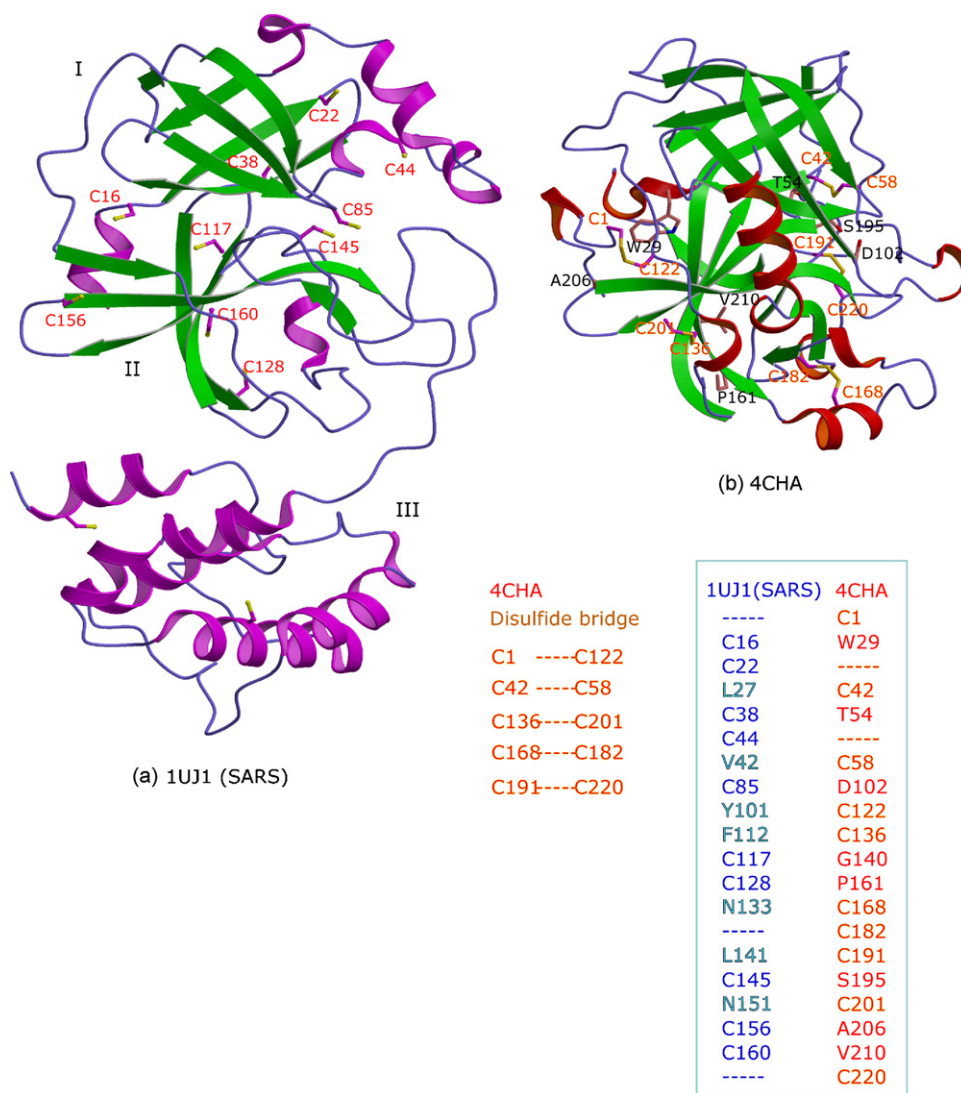 I
C22
C38
C44
C16
C85
C117
C145
C156
C160
II
C128
III
(a) 1UJ1 (SARS)
C42
T54
C58
C1
S195
W29
C191
D102
C122
A206
V210
C220
C201
C136
C182
P161
C168
(b) 4CHA
4CHA
Disulfide bridge
C1 -----C122
C42 -----C58
C136-----C201
C168-----C182
C191-----C220
1UJ1(SARS) 4CHA
----- C1
C16 W29
C22 -----
L27 C42
C38 T54
C44 -----
V42 C58
C85 D102
Y101 C122
F112 C136
C117 G140
C128 P161
N133 C168
----- C182
L141 C191
C145 S195
N151 C201
C156 A206
C160 V210
----- C220